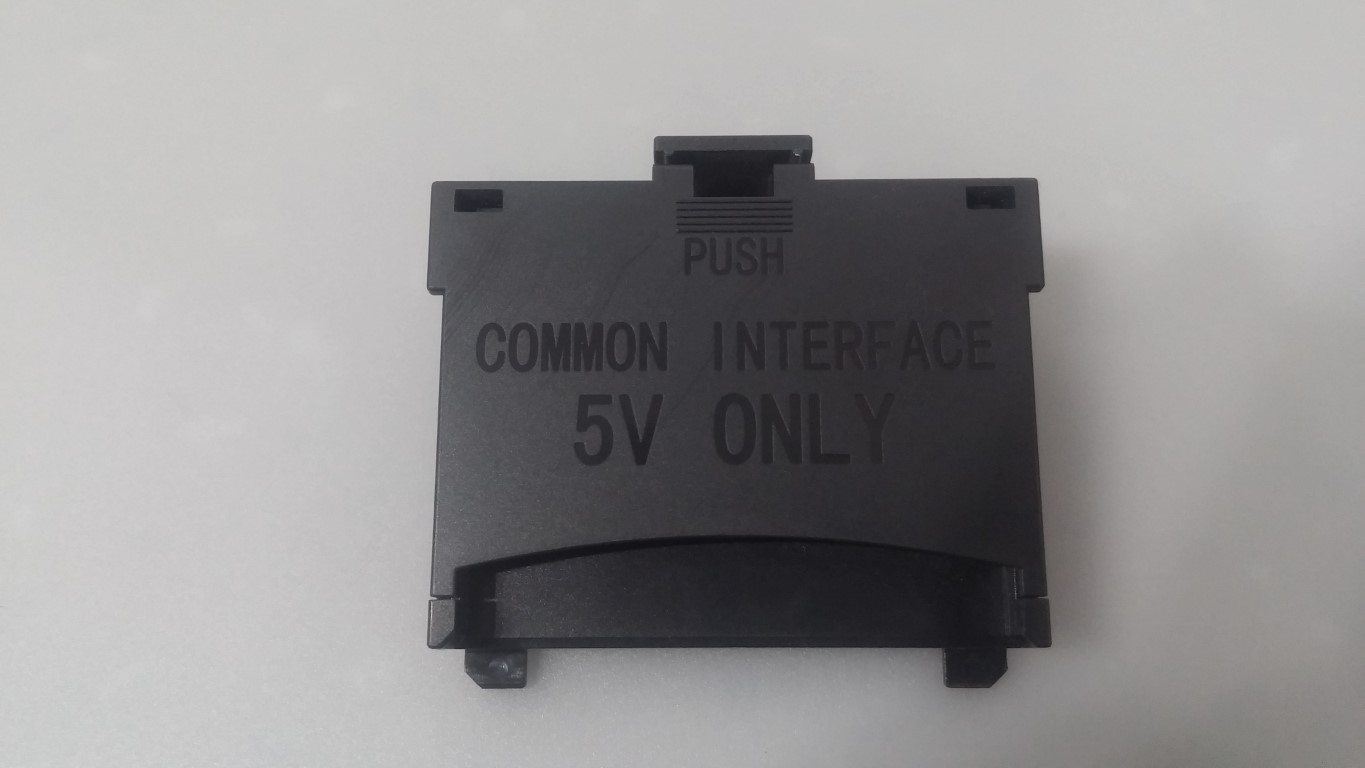 PUSH
COMMON INTERFACE
5V ONLY